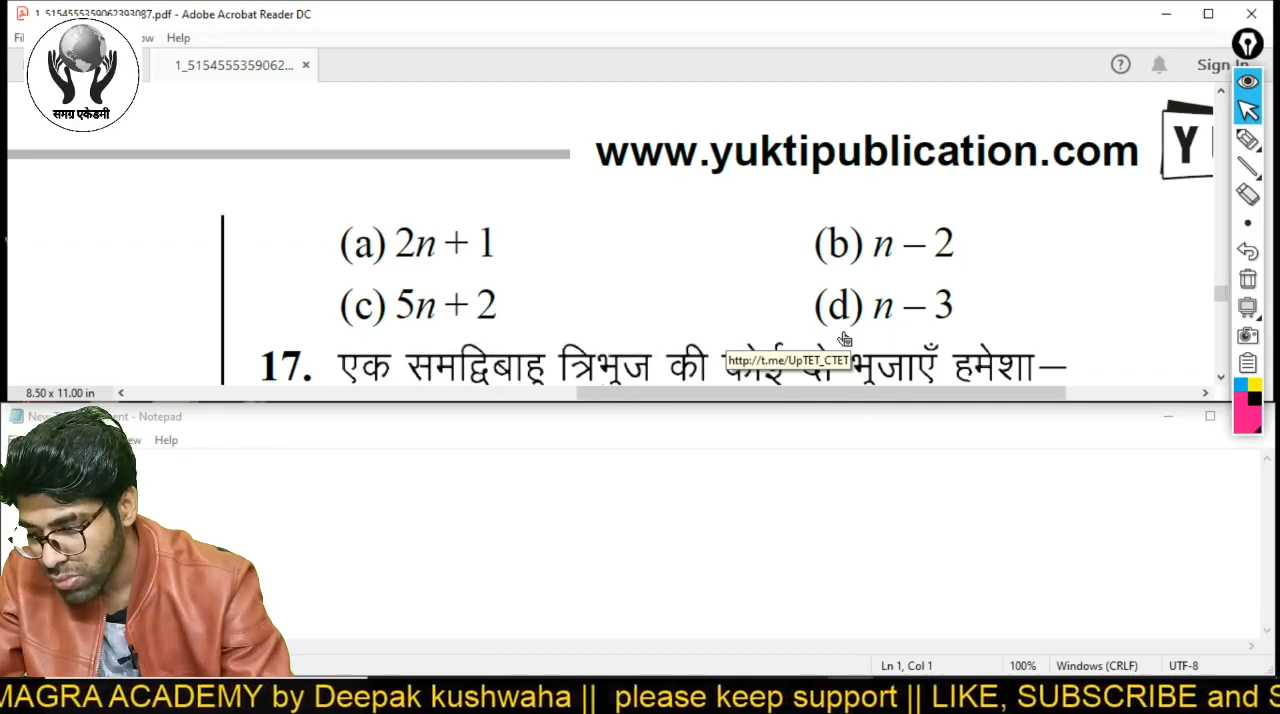 1_5154555359062393087.pdf - Adobe Acrobat Reader DC
Help
1_5154555359062...
Sign In
समग्र एकेडमी
www.yuktipublication.com
(a) 2n + 1
(b) n – 2
(c) 5n + 2
(d) n – 3
17. एक समद्विबाहु त्रिभुज की कोई दो भुजाएँ हमेशा–
http://t.me/UpTET_CTET
8.50 x 11.00 in
- Notepad
Help
Ln 1, Col 1
100%
Windows (CRLF)
UTF-8
MAGRA ACADEMY by Deepak kushwaha || please keep support || LIKE, SUBSCRIBE and S